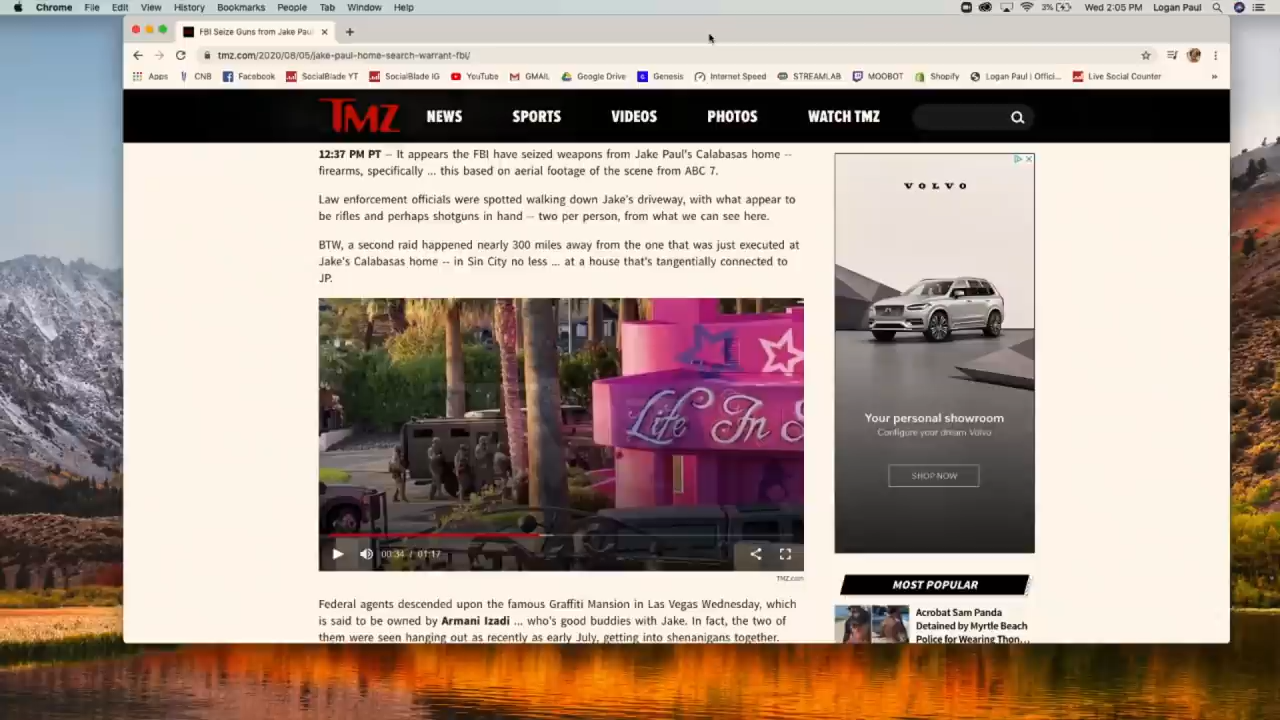 Chrome File Edit View History Bookmarks People Tab Window Help 3% Wed 2:05 PM Logan Paul
FBI Seize Guns from Jake Paul
tmz.com/2020/08/05/jake-paul-home-search-warrant-fbi/
Apps CNB Facebook SocialBlade YT SocialBlade IG YouTube GMAIL Google Drive Genesis Internet Speed STREAMLAB MOOBOT Shopify Logan Paul | Offici... Live Social Counter »
TMZ NEWS SPORTS VIDEOS PHOTOS WATCH TMZ
12:37 PM PT -- It appears the FBI have seized weapons from Jake Paul's Calabasas home --
firearms, specifically ... this based on aerial footage of the scene from ABC 7.
Law enforcement officials were spotted walking down Jake's driveway, with what appear to
be rifles and perhaps shotguns in hand -- two per person, from what we can see here.
BTW, a second raid happened nearly 300 miles away from the one that was just executed at
Jake's Calabasas home -- in Sin City no less ... at a house that's tangentially connected to
JP.
Life In S
00:34 / 01:17
TMZ.com
Federal agents descended upon the famous Graffiti Mansion in Las Vegas Wednesday, which
is said to be owned by Armani Izadi ... who's good buddies with Jake. In fact, the two of
them were seen hanging out as recently as early July, getting into shenanigans together.
VOLVO
Your personal showroom
Configure your dream Volvo
SHOP NOW
MOST POPULAR
Acrobat Sam Panda
Detained by Myrtle Beach
Police for Wearing Thon...